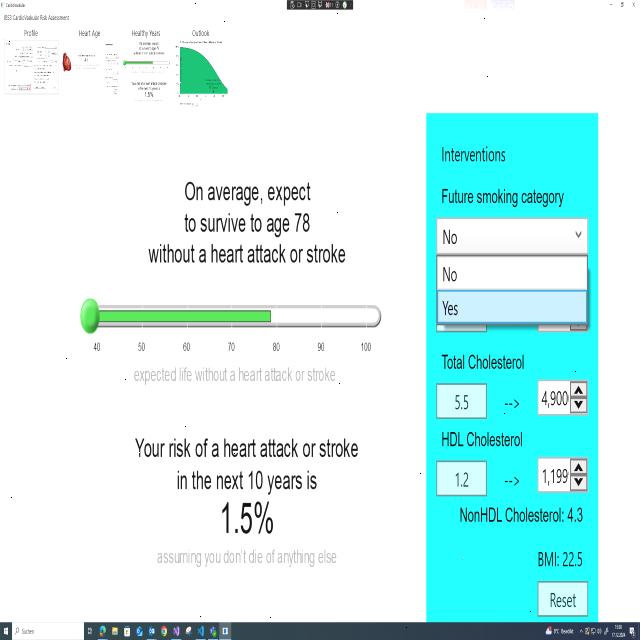 CardioVaskulär
JBS3 CardioVaskular Risk Assessment
Profile
Heart Age
Healthy Years
Outlook
On average, expect
to survive to age 78
without a heart attack or stroke
40 50 60 70 80 90 100
expected life without a heart attack or stroke
Your risk of a heart attack or stroke
in the next 10 years is
1.5%
assuming you don't die of anything else
Interventions
Future smoking category
No
No
Yes
Total Cholesterol
5.5 --> 4,900
HDL Cholesterol
1.2 --> 1,199
NonHDL Cholesterol: 4.3
BMI: 22.5
Reset
Suchen